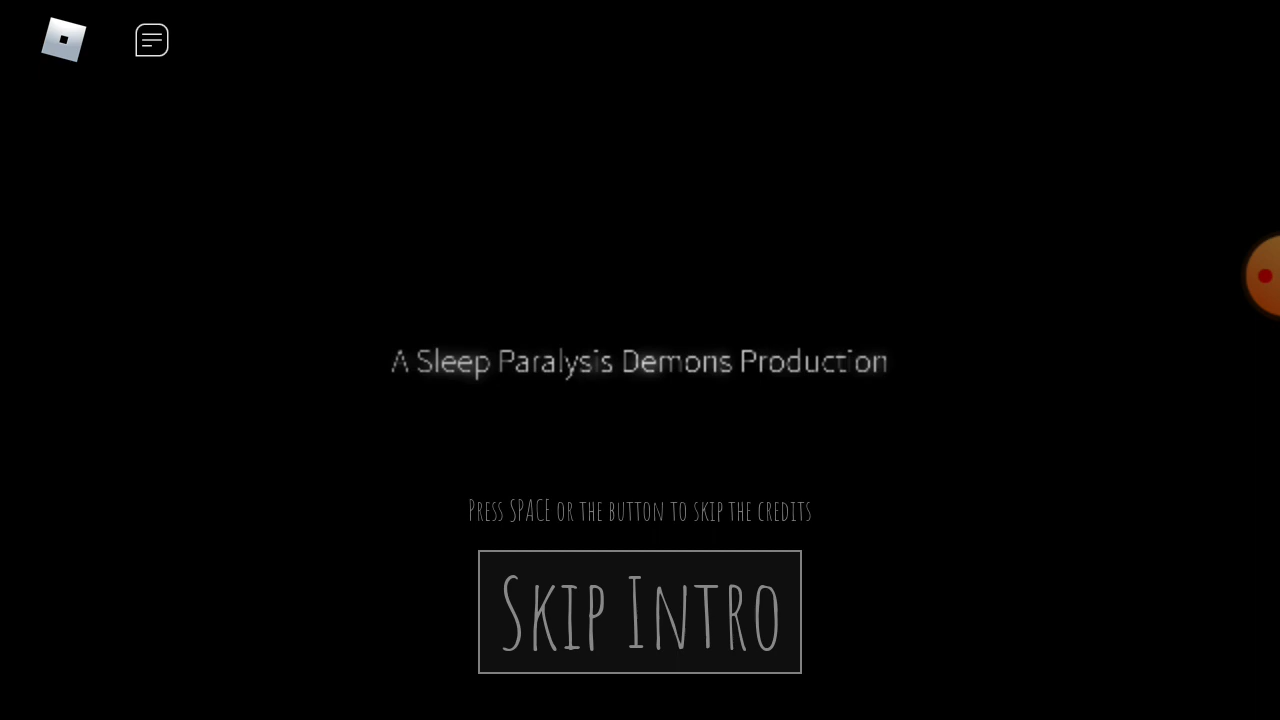 A Sleep Paralysis Demons Production
Press SPACE or the button to skip the credits
Skip Intro